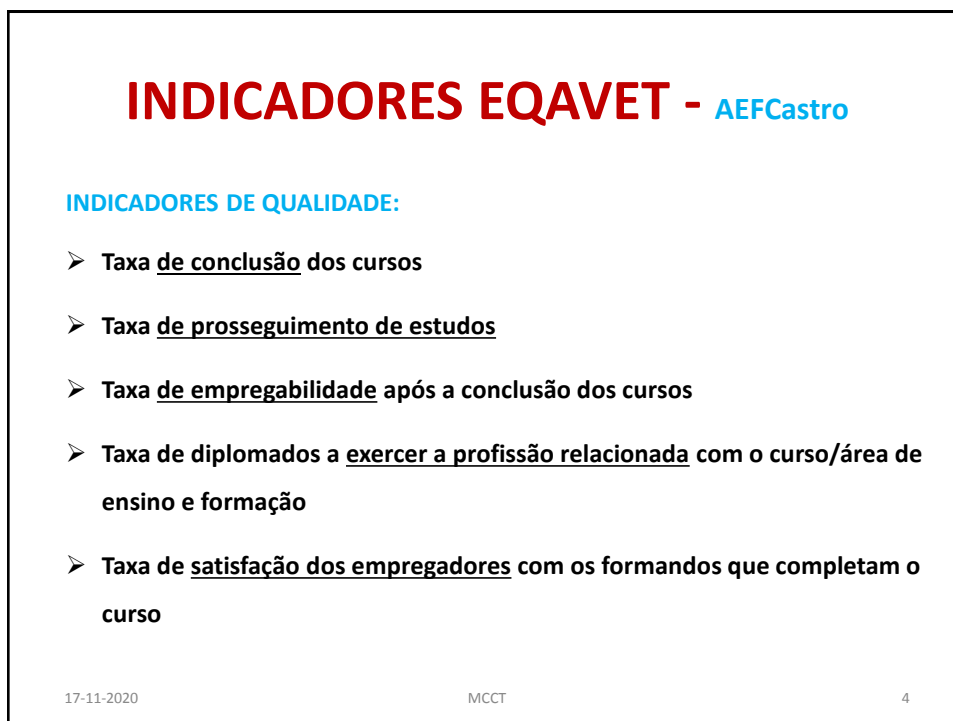 INDICADORES EQAVET - AEFCastro
INDICADORES DE QUALIDADE:
➢ Taxa de conclusão dos cursos
➢ Taxa de prosseguimento de estudos
➢ Taxa de empregabilidade após a conclusão dos cursos
➢ Taxa de diplomados a exercer a profissão relacionada com o curso/área de
ensino e formação
➢ Taxa de satisfação dos empregadores com os formandos que completam o
curso
17-11-2020 MCCT 4